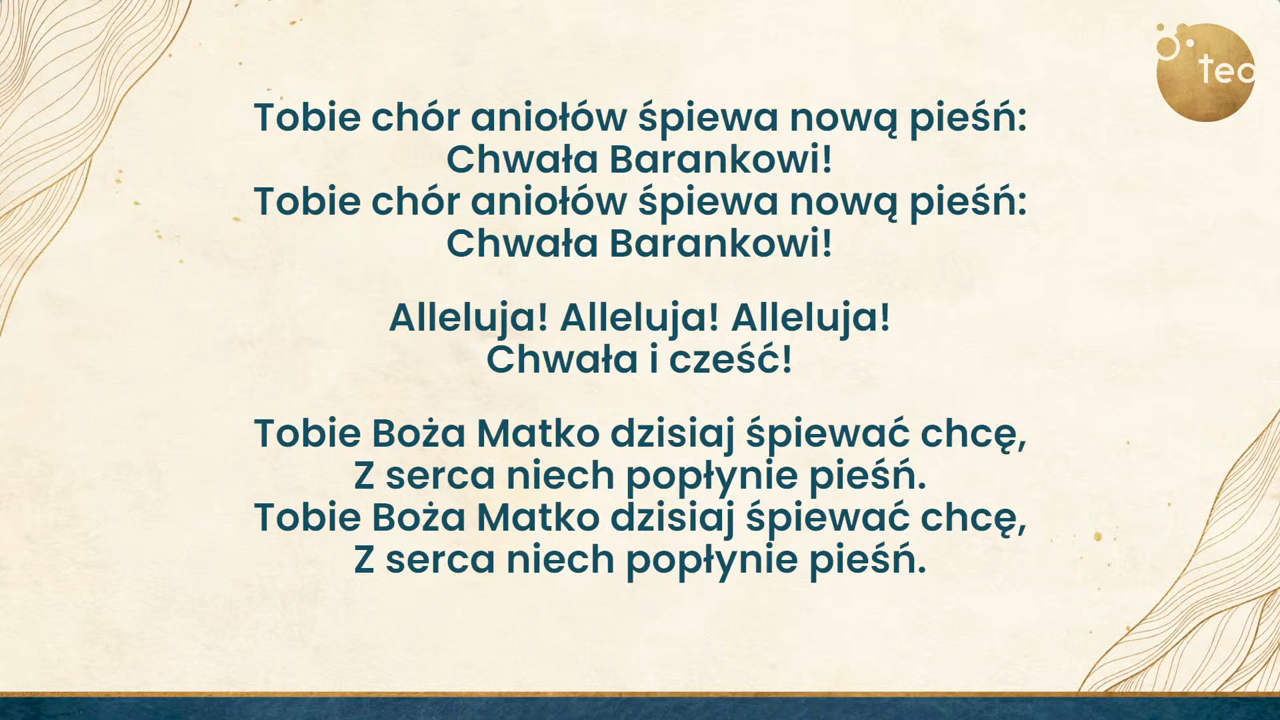 teo
Tobie chór aniołów śpiewa nową pieśń:
Chwała Barankowi!
Tobie chór aniołów śpiewa nową pieśń:
Chwała Barankowi!
Alleluja! Alleluja! Alleluja!
Chwała i cześć!
Tobie Boża Matko dzisiaj śpiewać chcę,
Z serca niech popłynie pieśń.
Tobie Boża Matko dzisiaj śpiewać chcę,
Z serca niech popłynie pieśń.